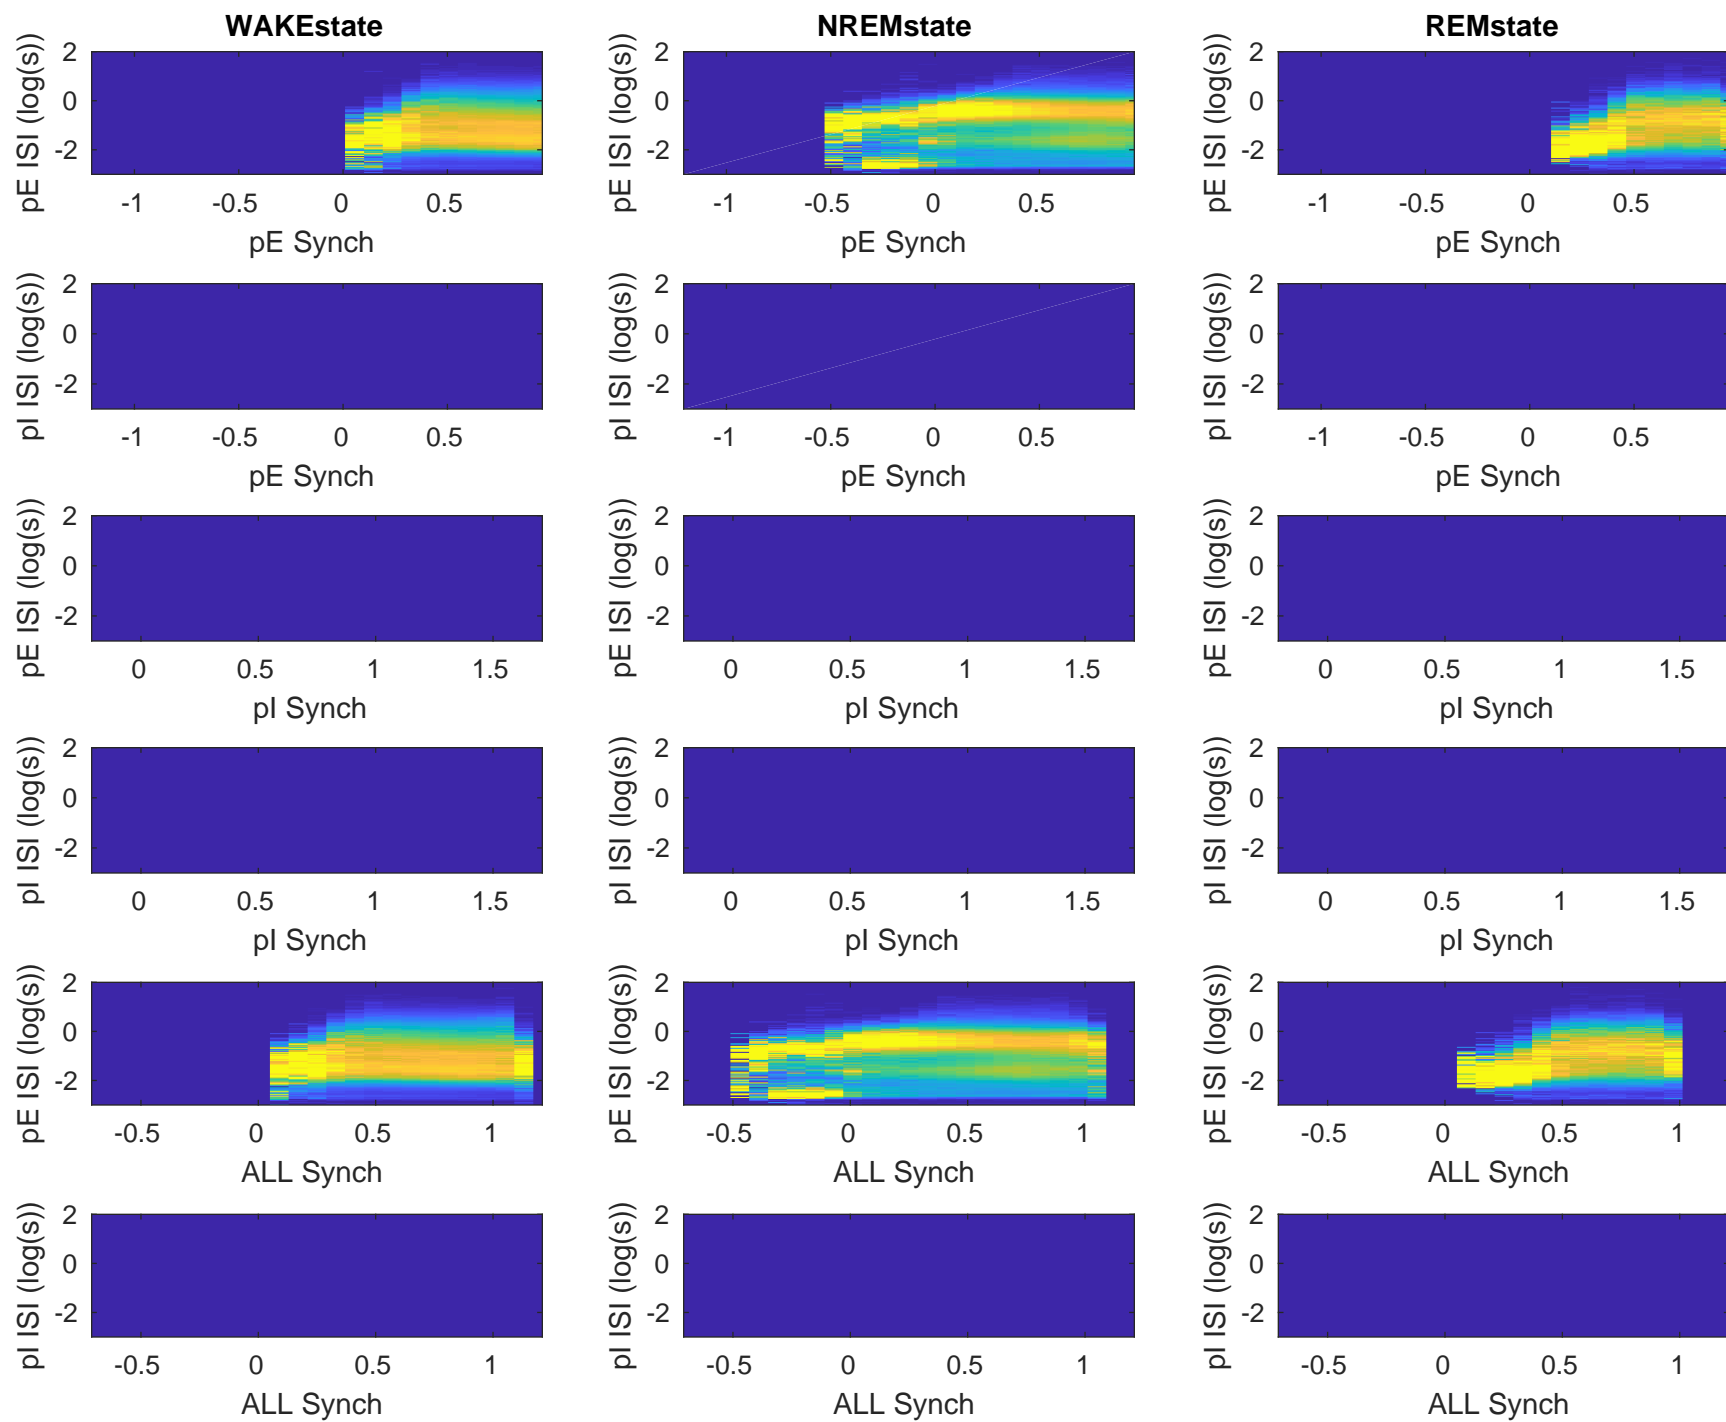 WAKEstate NREMstate REMstate
pE ISI (log(s)) 2 0 -2 pE ISI (log(s)) 2 0 -2 pE ISI (log(s)) 2 0 -2
-1 -0.5 0 0.5 -1 -0.5 0 0.5 -1 -0.5 0 0.5
pE Synch pE Synch pE Synch
pI ISI (log(s)) 2 0 -2 pI ISI (log(s)) 2 0 -2 pI ISI (log(s)) 2 0 -2
-1 -0.5 0 0.5 -1 -0.5 0 0.5 -1 -0.5 0 0.5
pE Synch pE Synch pE Synch
pE ISI (log(s)) 2 0 -2 pE ISI (log(s)) 2 0 -2 pE ISI (log(s)) 2 0 -2
0 0.5 1 1.5 0 0.5 1 1.5 0 0.5 1 1.5
pI Synch pI Synch pI Synch
pI ISI (log(s)) 2 0 -2 pI ISI (log(s)) 2 0 -2 pI ISI (log(s)) 2 0 -2
0 0.5 1 1.5 0 0.5 1 1.5 0 0.5 1 1.5
pI Synch pI Synch pI Synch
pE ISI (log(s)) 2 0 -2 pE ISI (log(s)) 2 0 -2 pE ISI (log(s)) 2 0 -2
-0.5 0 0.5 1 -0.5 0 0.5 1 -0.5 0 0.5 1
ALL Synch ALL Synch ALL Synch
pI ISI (log(s)) 2 0 -2 pI ISI (log(s)) 2 0 -2 pI ISI (log(s)) 2 0 -2
-0.5 0 0.5 1 -0.5 0 0.5 1 -0.5 0 0.5 1
ALL Synch ALL Synch ALL Synch